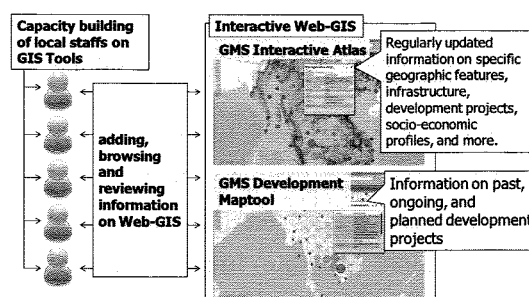 Capacity building
of local staffs on
GIS Tools
adding,
browsing
and
reviewing
information
on Web-GIS
Interactive Web-GIS
GMS Interactive Atlas
Regularly updated
information on specific
geographic features,
infrastructure,
development projects,
socio-economic
profiles, and more.
GMS Development
Maptool
Information on past,
ongoing, and
planned development
projects